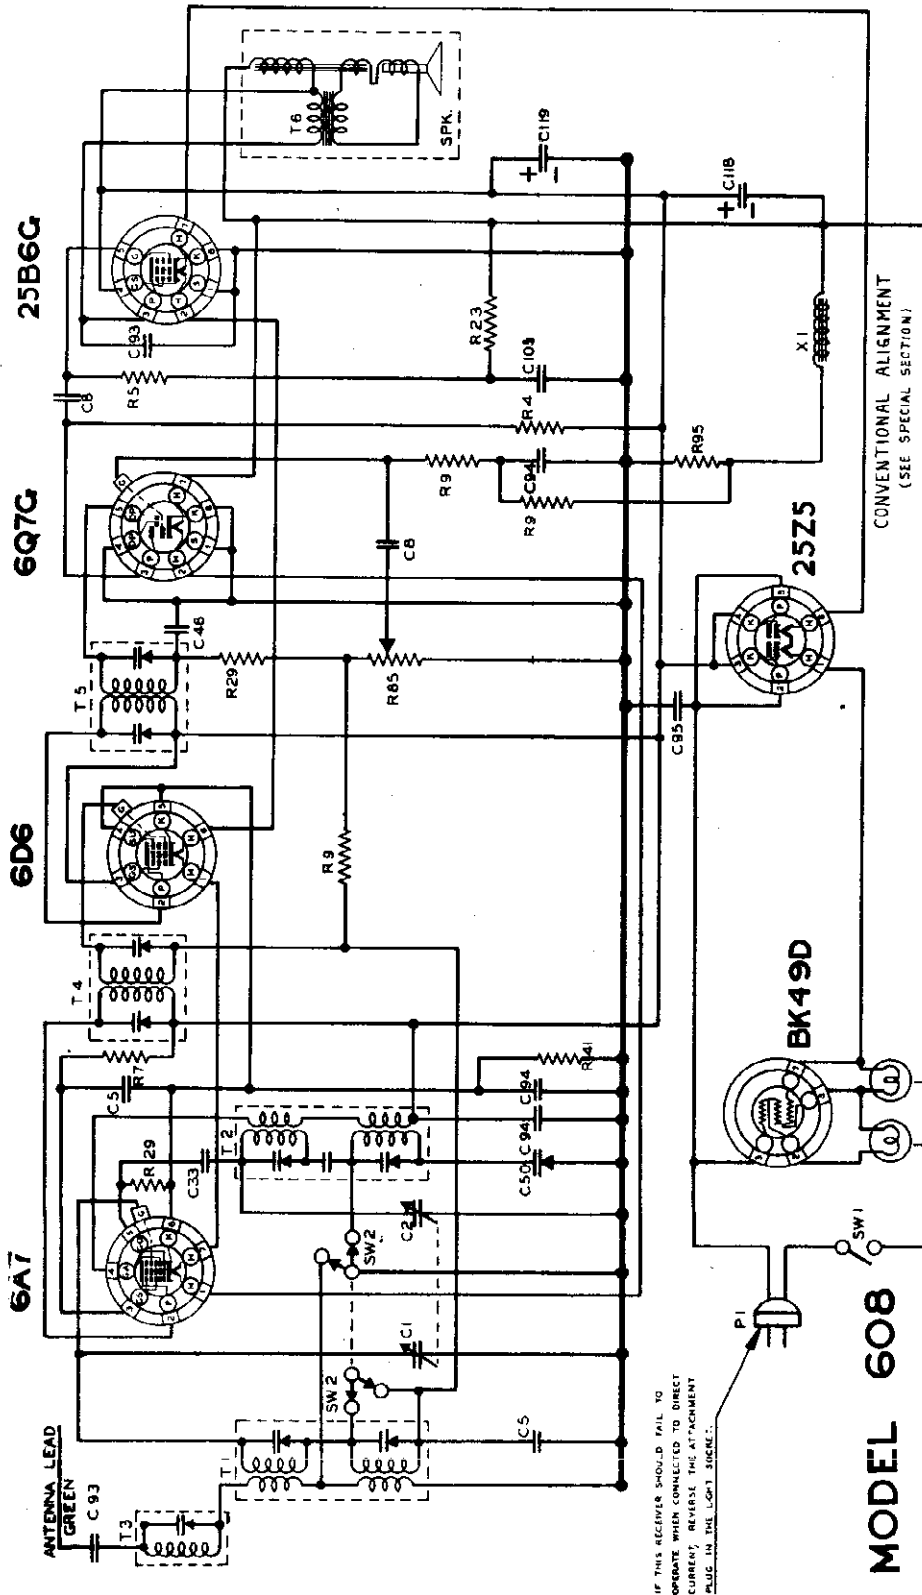 6A7
6D6
6Q7G
25B6G
ANTENNA LEAD
GREEN
C 93
T3
T1
T2
T4
T5
T6
SPK.
R29
C33
C5
R7
C48
R29
R85
C8
R5
C93
C8
R9
SW2
SW2
C1
C2
C5
C50
C94
C94
R141
R9
R9
C94
R4
C105
R23
C119
R95
C95
C118
X1
IF THIS RECEIVER SHOULD FAIL TO
OPERATE WHEN CONNECTED TO DIRECT
CURRENT, REVERSE THE ATTACHMENT
PLUG IN THE LIGHT SOCKET.
P1
SW1
BK49D
25Z5
CONVENTIONAL ALIGNMENT
(SEE SPECIAL SECTION)
MODEL 608